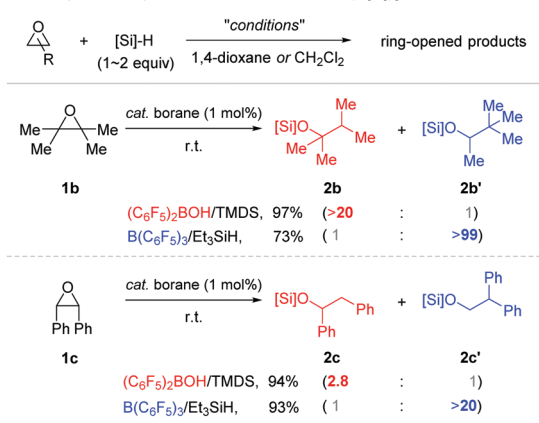 O
R
+
[Si]-H
(1~2 equiv)
"conditions"
1,4-dioxane or CH2Cl2
ring-opened products
O
Me Me
Me Me
1b
cat. borane (1 mol%)
r.t.
Me
[Si]O Me
Me Me
2b
+
Me
Me
[Si]O Me
Me
2b'
(C6F5)2BOH/TMDS, 97% (>20 : 1)
B(C6F5)3/Et3SiH, 73% ( 1 : >99)
O
Ph Ph
1c
cat. borane (1 mol%)
r.t.
[Si]O
Ph
Ph
2c
+
Ph
[Si]O
Ph
2c'
(C6F5)2BOH/TMDS, 94% (2.8 : 1)
B(C6F5)3/Et3SiH, 93% ( 1 : >20)